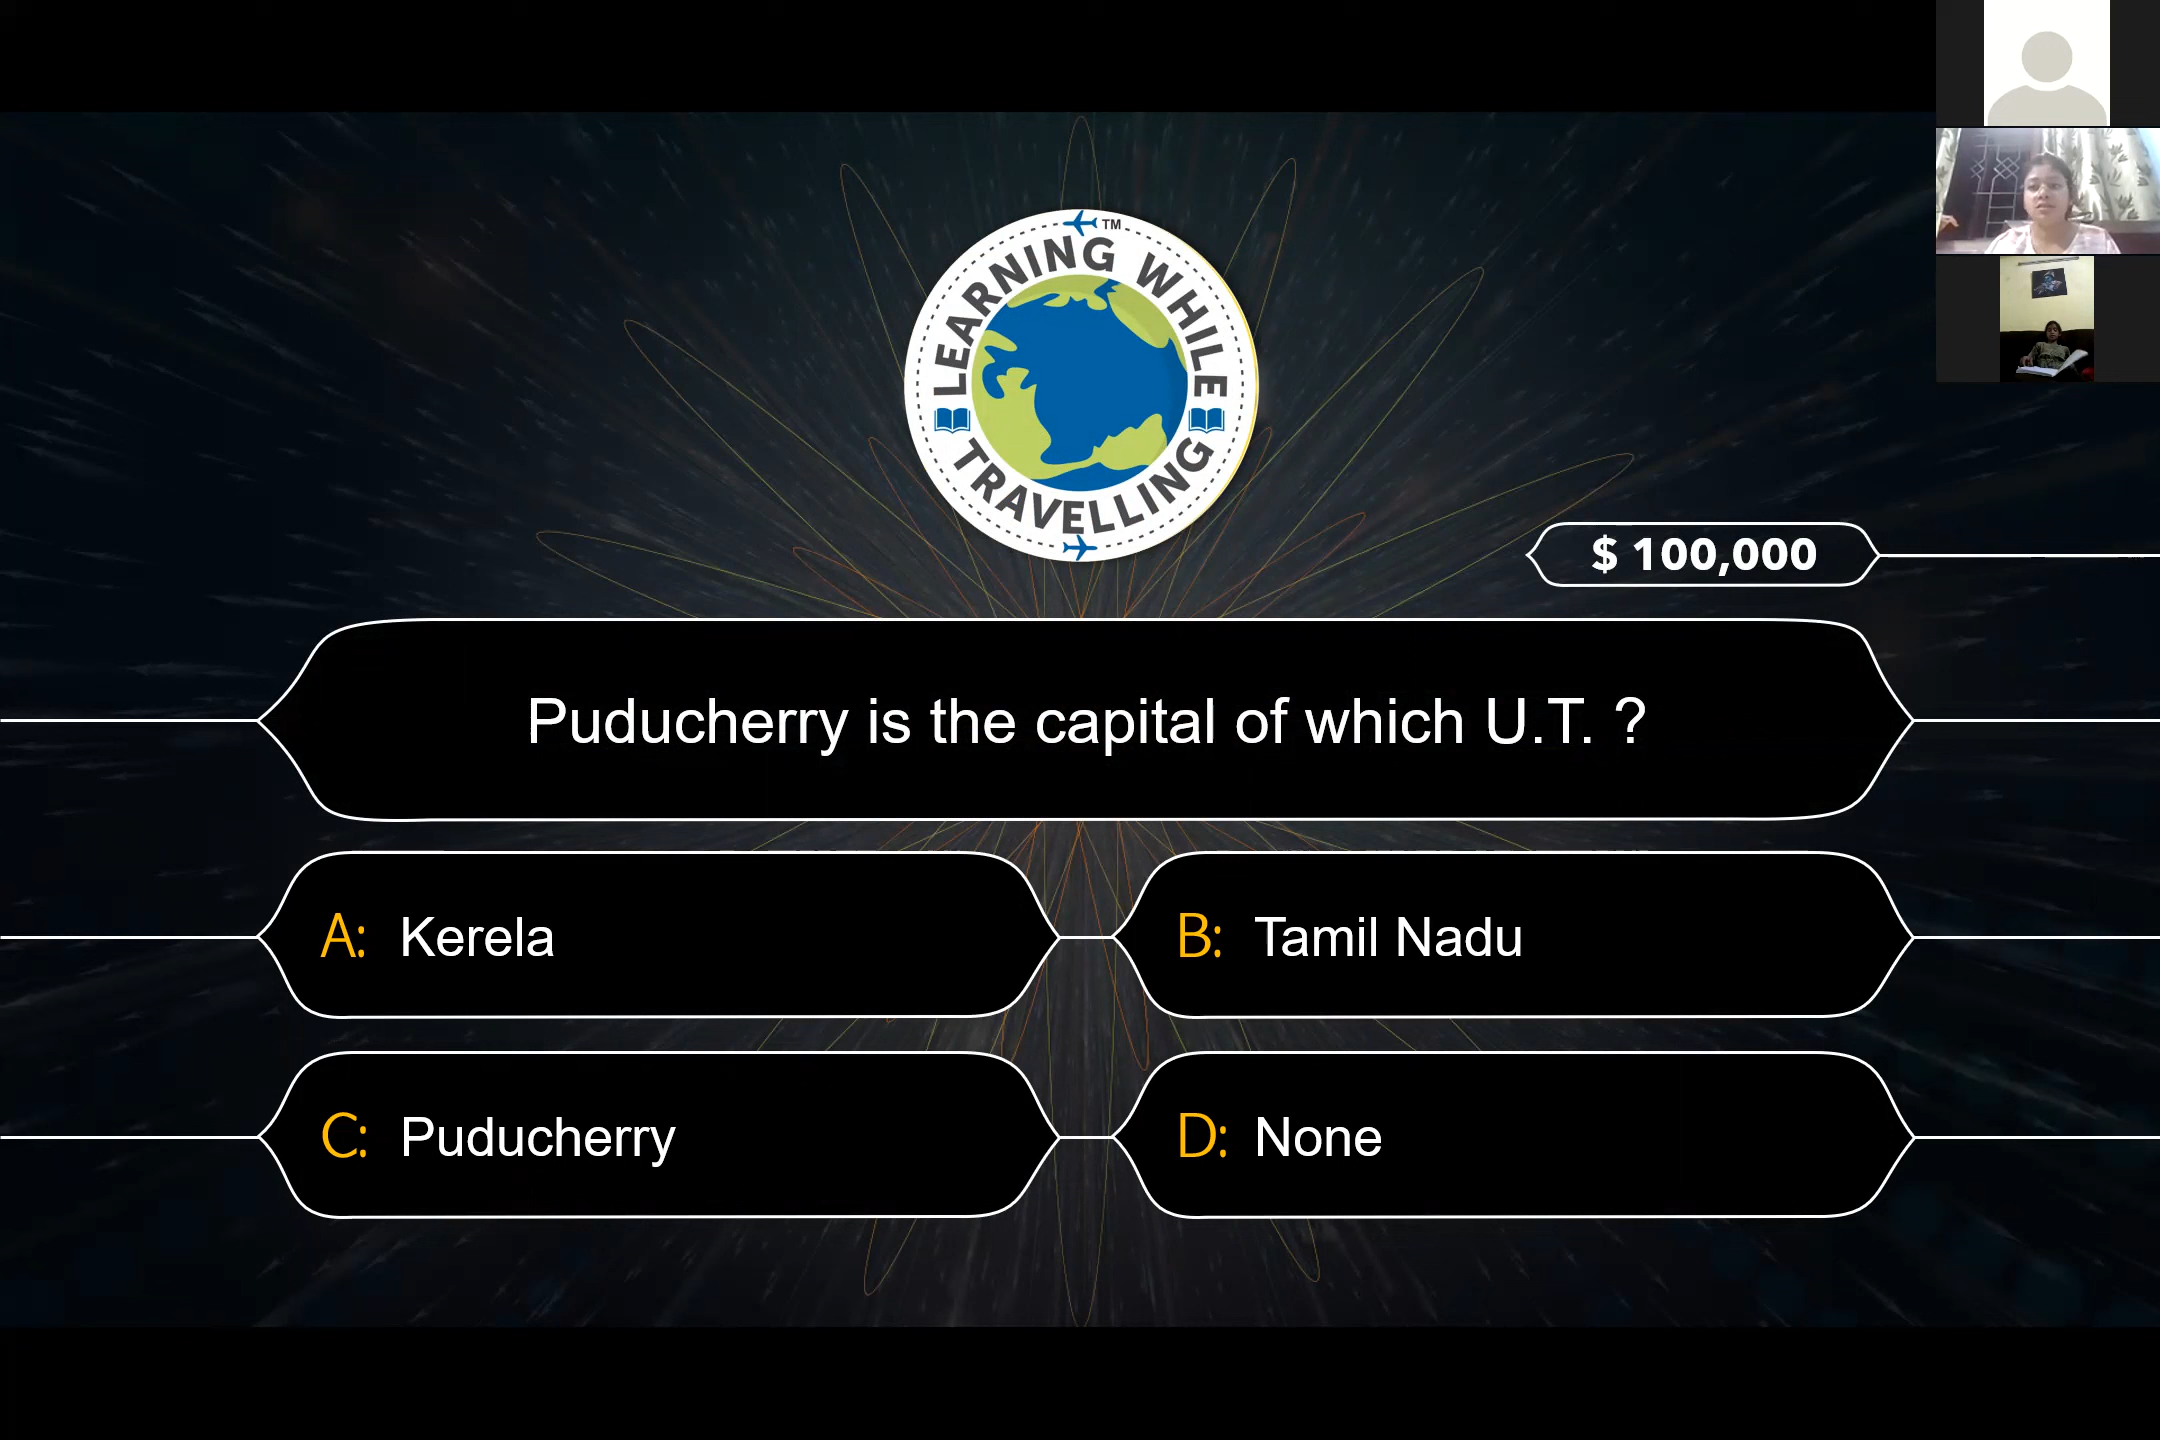 LEARNING WHILE
TM
TRAVELLING
$ 100,000
Puducherry is the capital of which U.T. ?
A: Kerela
B: Tamil Nadu
C: Puducherry
D: None